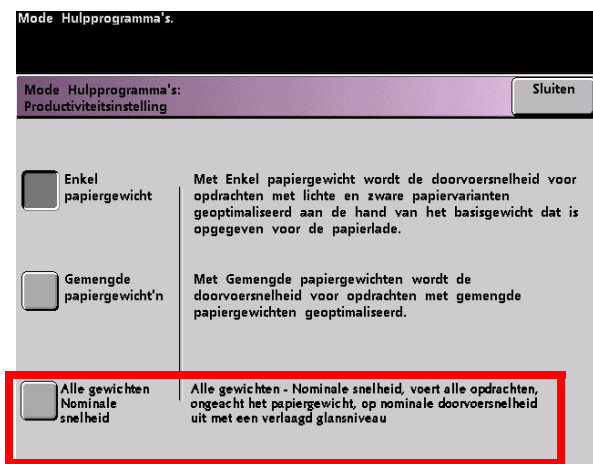 Mode Hulpprogramma's.
Mode Hulpprogramma's:
Productiviteitsinstelling
Sluiten
Enkel
papiergewicht
Met Enkel papiergewicht wordt de doorvoersnelheid voor
opdrachten met lichte en zware papiervarianten
geoptimaliseerd aan de hand van het basisgewicht dat is
opgegeven voor de papierlade.
Gemengde
papiergewicht'n
Met Gemengde papiergewichten wordt de
doorvoersnelheid voor opdrachten met gemengde
papiergewichten geoptimaliseerd.
Alle gewichten
Nominale
snelheid
Alle gewichten - Nominale snelheid, voert alle opdrachten,
ongeacht het papiergewicht, op nominale doorvoersnelheid
uit met een verlaagd glansniveau